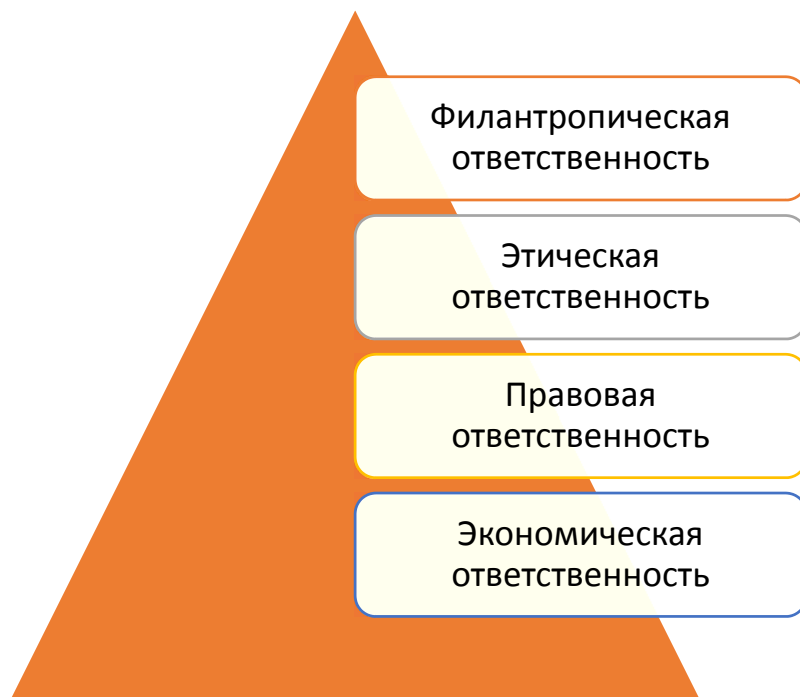 Филантропическая
ответственность
Этическая
ответственность
Правовая
ответственность
Экономическая
ответственность